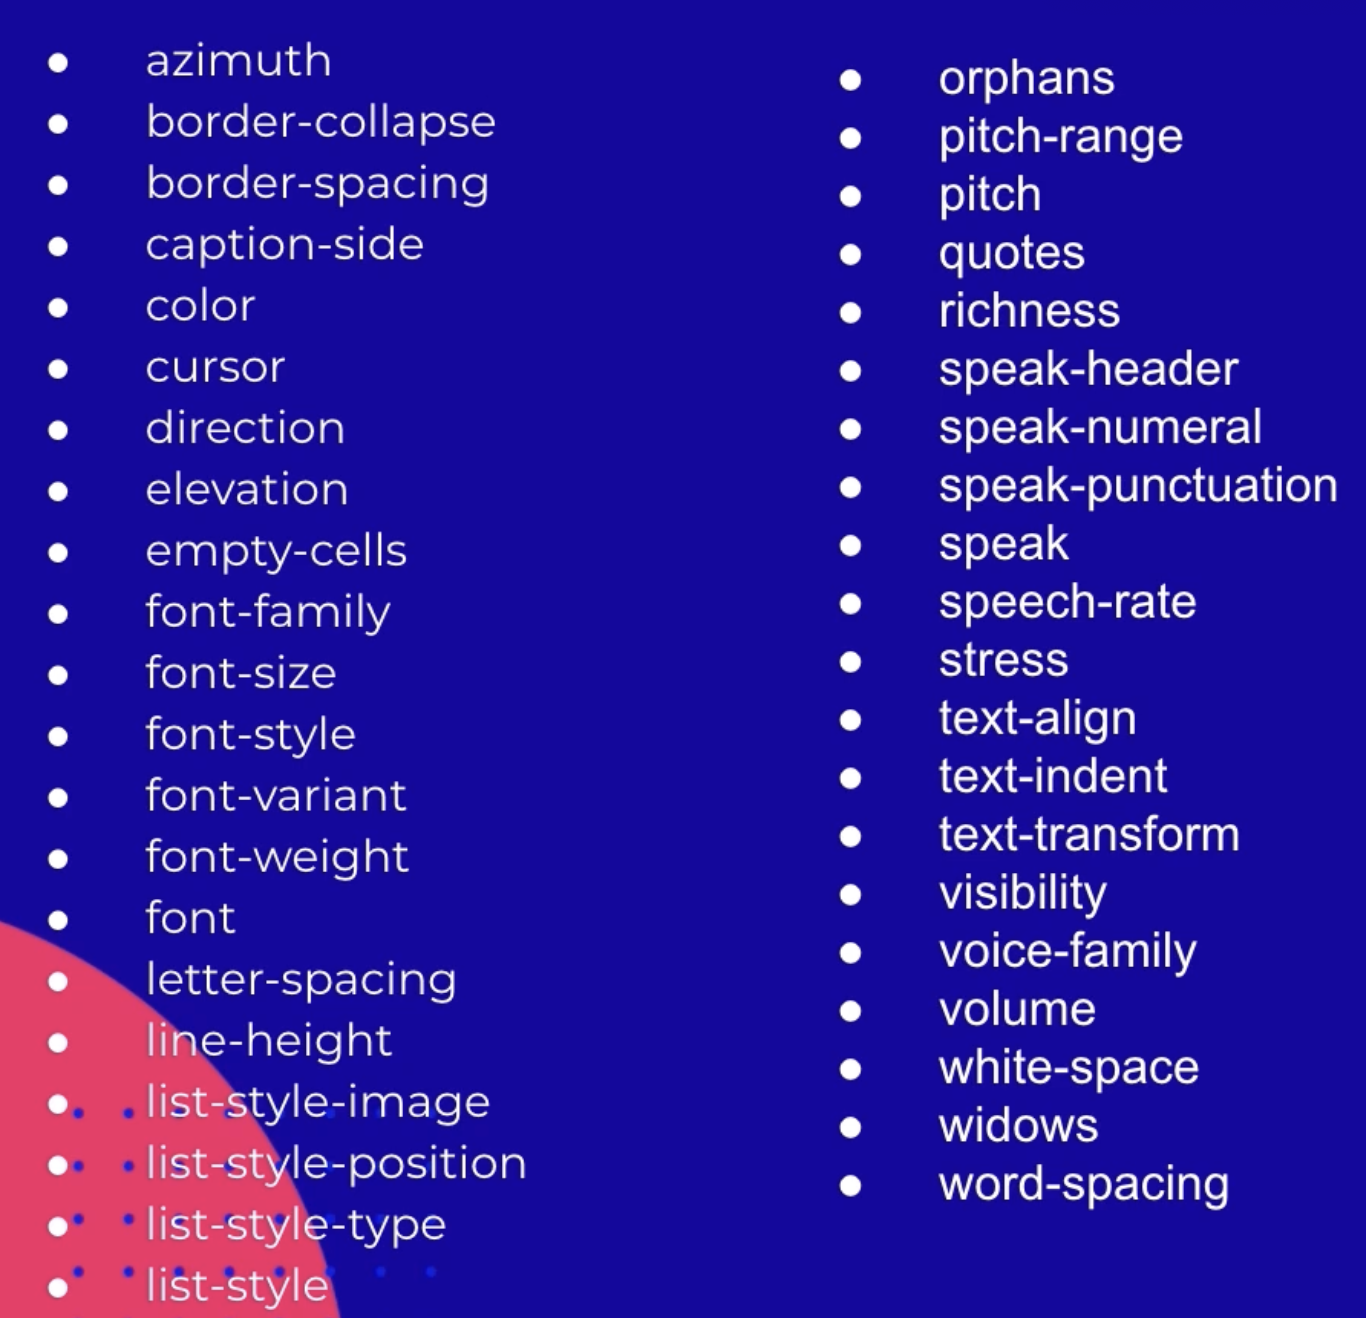 azimuth
border-collapse
border-spacing
caption-side
color
cursor
direction
elevation
empty-cells
font-family
font-size
font-style
font-variant
font-weight
font
letter-spacing
line-height
list-style-image
list-style-position
list-style-type
list-style
orphans
pitch-range
pitch
quotes
richness
speak-header
speak-numeral
speak-punctuation
speak
speech-rate
stress
text-align
text-indent
text-transform
visibility
voice-family
volume
white-space
widows
word-spacing